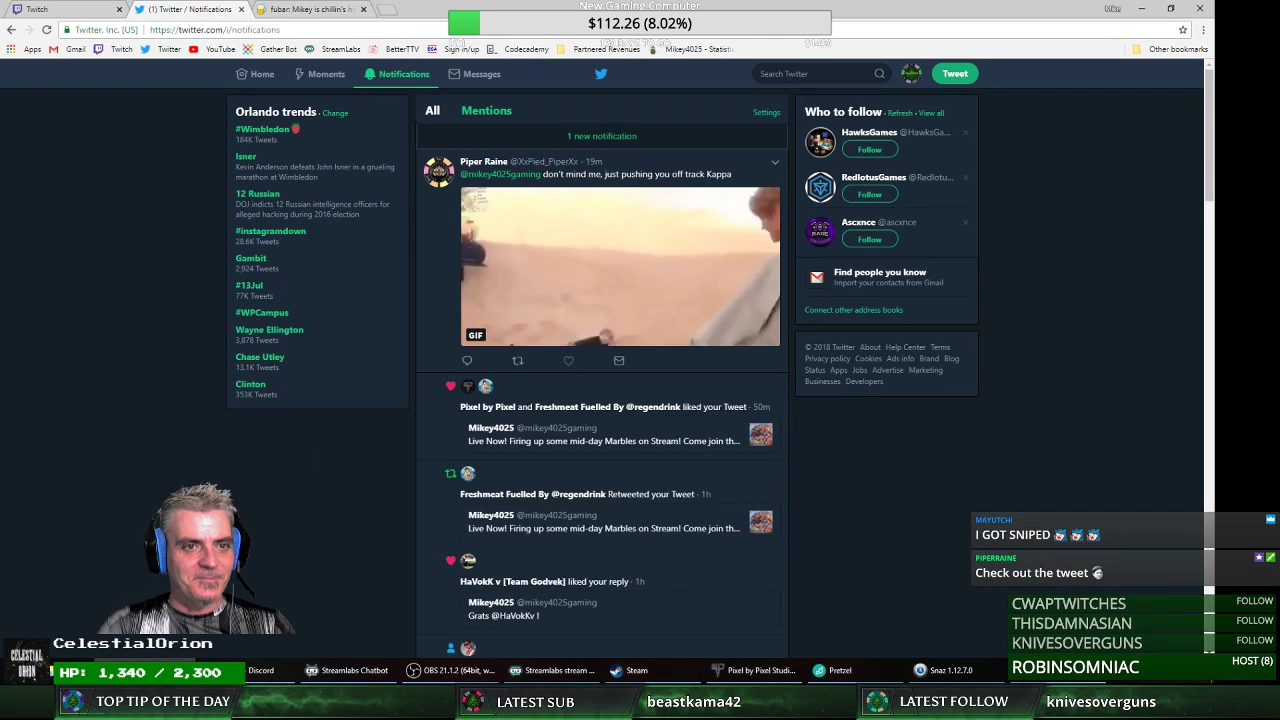 Twitch
(1) Twitter / Notifications
fubar: Mikey is chillin's h
New Gaming Computer
$112.26 (8.02%)
Mike
Twitter, Inc. [US]
https://twitter.com/i/notifications
Apps
Gmail
Twitch
Twitter
YouTube
Gather Bot
StreamLabs
BetterTTV
Sign In/Up
Codecademy
Partnered Revenues
Mikey4025 - Statisti
Other bookmarks
Home
Moments
Notifications
Messages
Search Twitter
Tweet
Orlando trends · Change
#Wimbledon
184K Tweets
Isner
Kevin Anderson defeats John Isner in a grueling
marathon at Wimbledon
12 Russian
DOJ indicts 12 Russian intelligence officers for
alleged hacking during 2016 election
#instagramdown
28.6K Tweets
Gambit
2,924 Tweets
#13Jul
77K Tweets
#WPCampus
Wayne Ellington
3,878 Tweets
Chase Utley
13.1K Tweets
Clinton
353K Tweets
All
Mentions
Settings
1 new notification
Piper Raine @XxPied_PiperXx · 19m
@mikey4025gaming don't mind me, just pushing you off track Kappa
GIF
Pixel by Pixel and Freshmeat Fuelled By @regendrink liked your Tweet · 50m
Mikey4025 @mikey4025gaming
Live Now! Firing up some mid-day Marbles on Stream! Come join th...
Freshmeat Fuelled By @regendrink Retweeted your Tweet · 1h
Mikey4025 @mikey4025gaming
Live Now! Firing up some mid-day Marbles on Stream! Come join th...
HaVokK v [Team Godvek] liked your reply · 1h
Mikey4025 @mikey4025gaming
Grats @HaVokKv !
Who to follow · Refresh · View all
HawksGames @HawksGa...
Follow
RedlotusGames @Redlotu...
Follow
Ascxnce @ascxnce
Follow
Find people you know
Import your contacts from Gmail
Connect other address books
© 2018 Twitter About Help Center Terms
Privacy policy Cookies Ads info Brand Blog
Status Apps Jobs Advertise Marketing
Businesses Developers
MAYUTCHI
I GOT SNIPED
PIPERRAINE
Check out the tweet
CWAPTWITCHES FOLLOW
THISDAMNASIAN FOLLOW
KNIVESOVERGUNS FOLLOW
ROBINSOMNIAC HOST (8)
CelestialOrion
CELESTIAL
ORION
HP: 1,340 / 2,300
Discord
Streamlabs Chatbot
OBS 21.1.2 (64bit, w...
Streamlabs stream ...
Steam
Pixel by Pixel Studi...
Pretzel
Snaz 1.12.7.0
TOP TIP OF THE DAY
LATEST SUB
beastkama42
LATEST FOLLOW
knivesoverguns